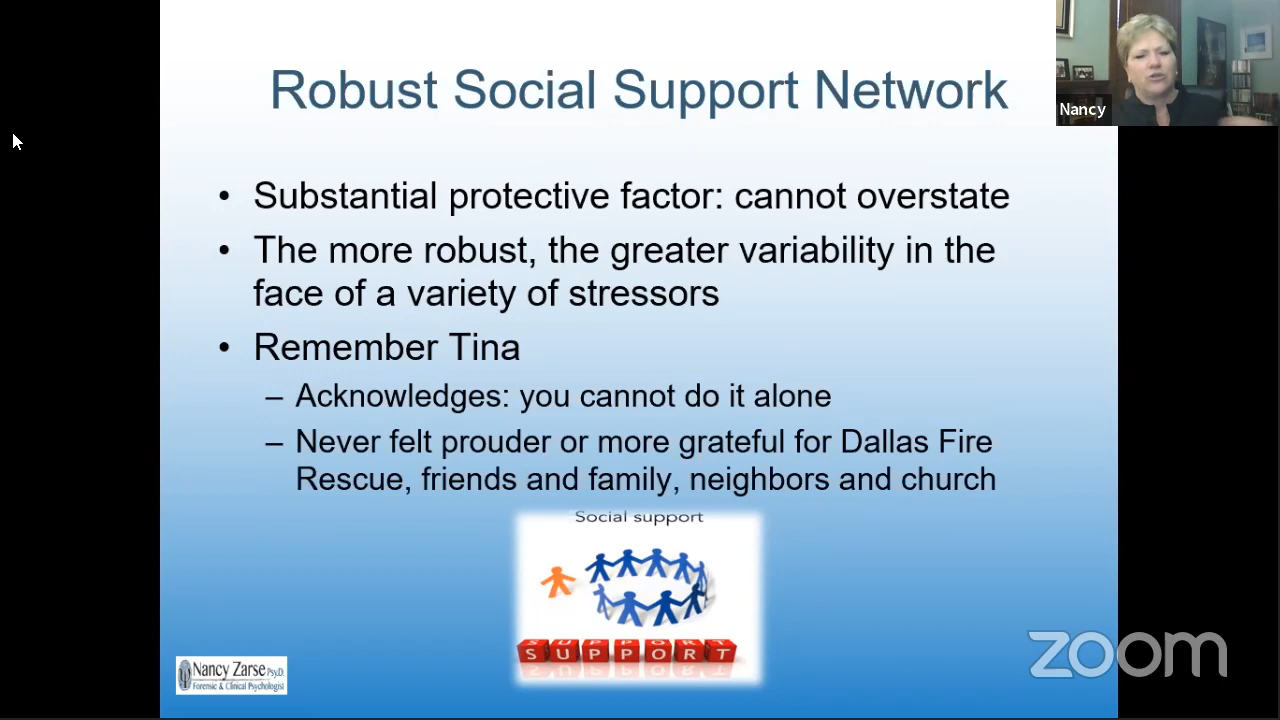 Robust Social Support Network
Nancy
• Substantial protective factor: cannot overstate
• The more robust, the greater variability in the
face of a variety of stressors
• Remember Tina
– Acknowledges: you cannot do it alone
– Never felt prouder or more grateful for Dallas Fire
Rescue, friends and family, neighbors and church
Social support
SUPPORT
Nancy Zarse Psy.D.
Forensic & Clinical Psychologist
zoom